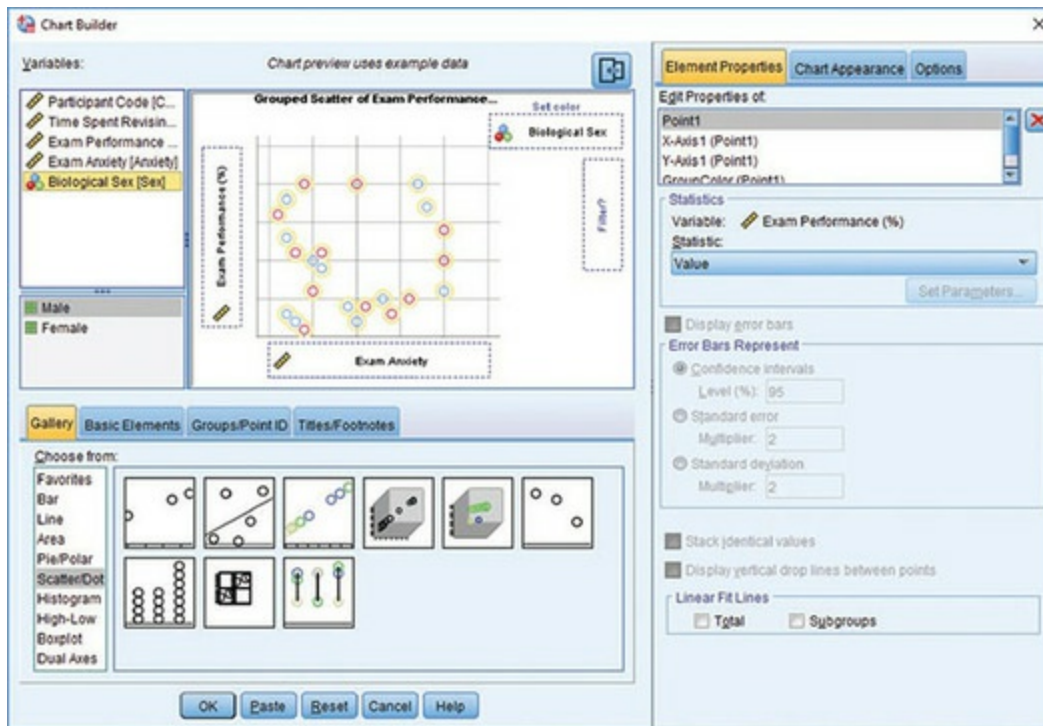 Chart Builder
Variables:
Chart preview uses example data
Participant Code [C...
Time Spent Revisin...
Exam Performance ...
Exam Anxiety [Anxiety]
Biological Sex [Sex]
Male
Female
Grouped Scatter of Exam Performance...
Set color
Biological Sex
Exam Performance (%)
Filter?
Exam Anxiety
Gallery
Basic Elements
Groups/Point ID
Titles/Footnotes
Choose from:
Favorites
Bar
Line
Area
Pie/Polar
Scatter/Dot
Histogram
High-Low
Boxplot
Dual Axes
OK
Paste
Reset
Cancel
Help
Element Properties
Chart Appearance
Options
Edit Properties of:
Point1
X-Axis1 (Point1)
Y-Axis1 (Point1)
GroupColor (Point1)
Statistics
Variable: Exam Performance (%)
Statistic:
Value
Set Parameters...
Display error bars
Error Bars Represent
Confidence intervals
Level (%): 95
Standard error
Multiplier: 2
Standard deviation
Multiplier: 2
Stack identical values
Display vertical drop lines between points
Linear Fit Lines
Total
Subgroups